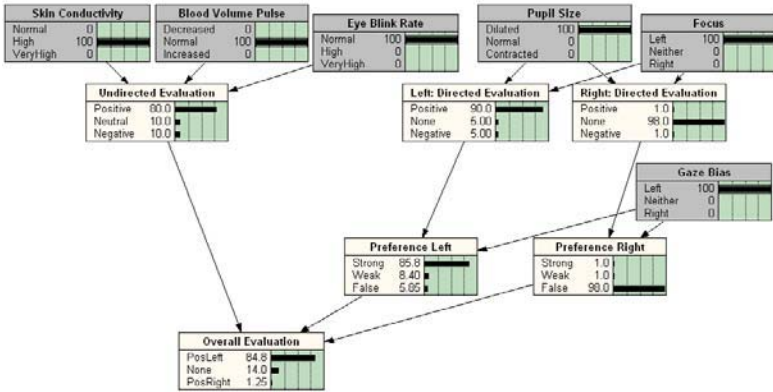 Skin Conductivity
Normal 0
High 100
VeryHigh 0
Blood Volume Pulse
Decreased 0
Normal 100
Increased 0
Eye Blink Rate
Normal 100
High 0
VeryHigh 0
Pupil Size
Dilated 100
Normal 0
Contracted 0
Focus
Left 100
Neither 0
Right 0
Undirected Evaluation
Positive 80.0
Neutral 10.0
Negative 10.0
Left: Directed Evaluation
Positive 90.0
None 5.00
Negative 5.00
Right: Directed Evaluation
Positive 1.0
None 98.0
Negative 1.0
Gaze Bias
Left 100
Neither 0
Right 0
Preference Left
Strong 85.8
Weak 8.40
False 5.85
Preference Right
Strong 1.0
Weak 1.0
False 98.0
Overall Evaluation
PosLeft 84.8
None 14.0
PosRight 1.25